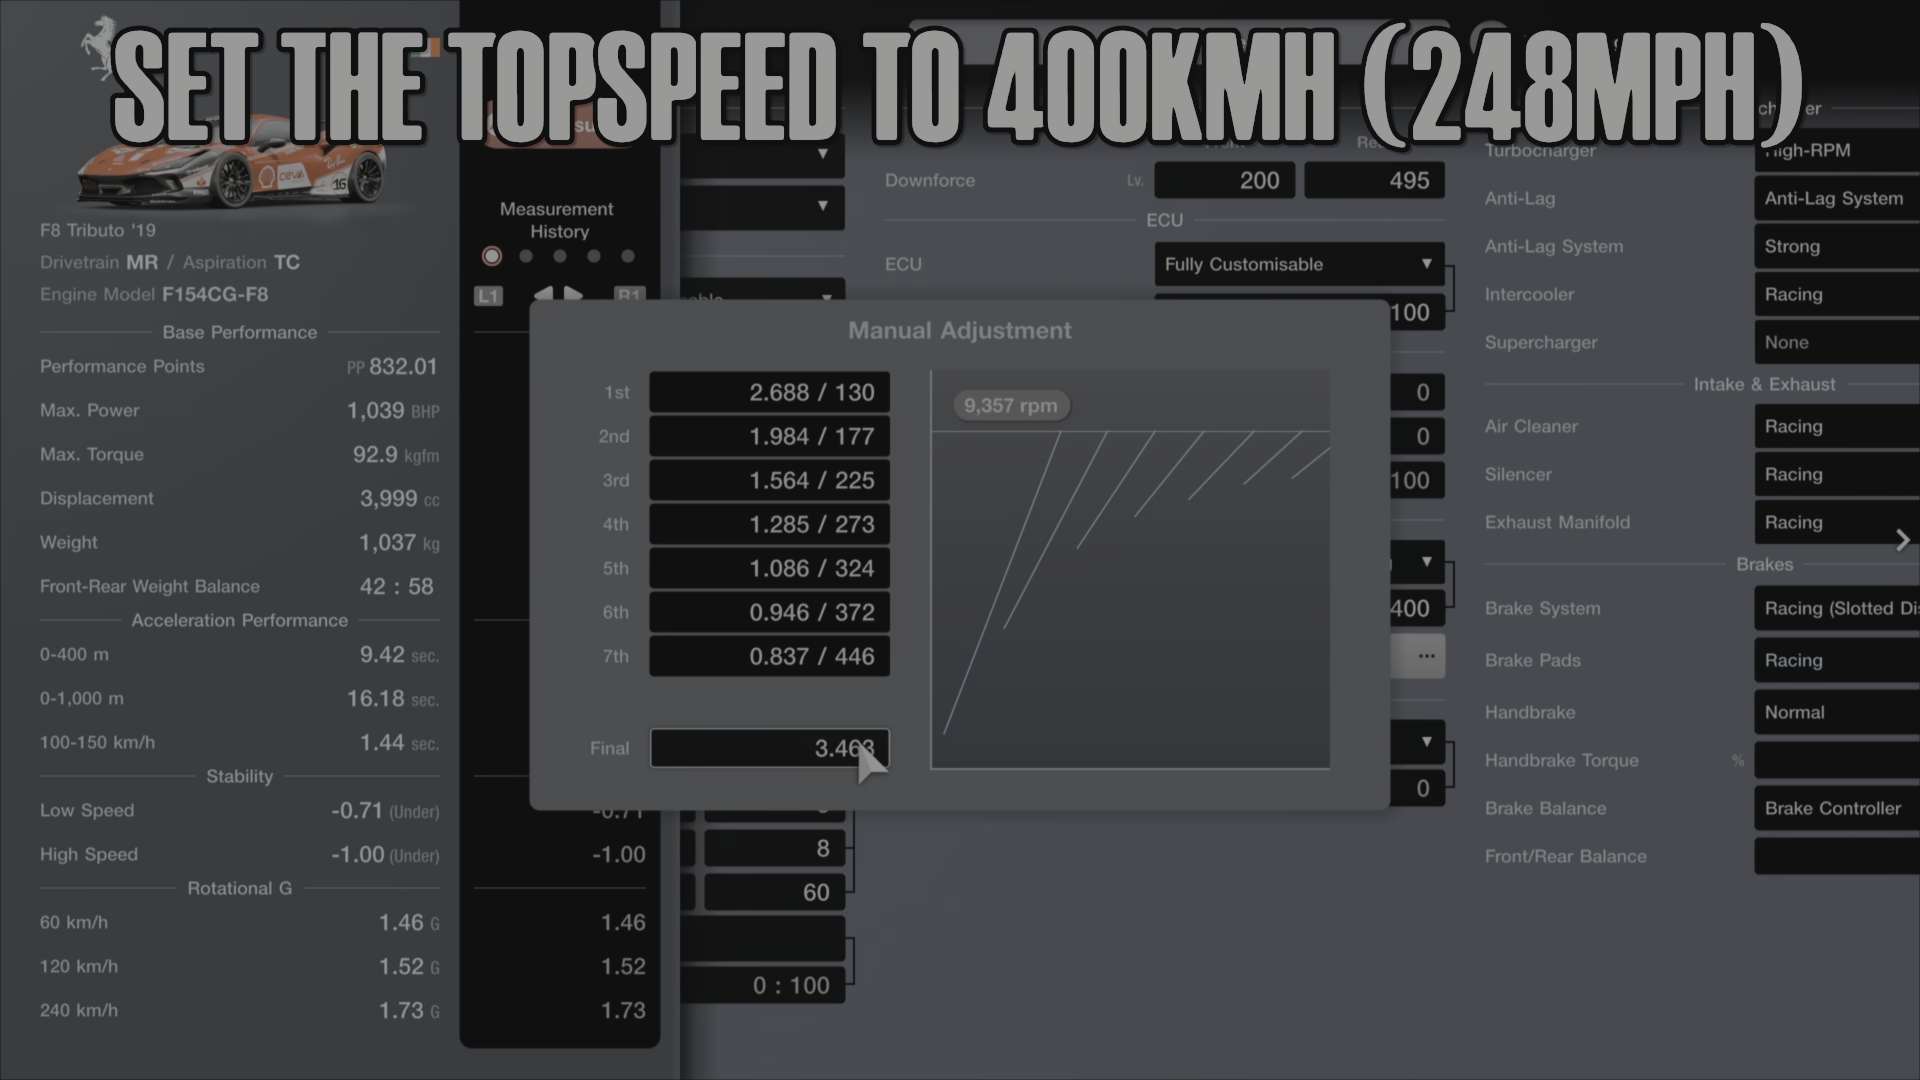 SET THE TOPSPEED TO 400KMH (248MPH)
F8 Tributo '19
Drivetrain MR / Aspiration TC
Engine Model F154CG-F8
Base Performance
Performance Points PP 832.01
Max. Power 1,039 BHP
Max. Torque 92.9 kgfm
Displacement 3,999 cc
Weight 1,037 kg
Front-Rear Weight Balance 42 : 58
Acceleration Performance
0-400 m 9.42 sec.
0-1,000 m 16.18 sec.
100-150 km/h 1.44 sec.
Stability
Low Speed -0.71 (Under)
High Speed -1.00 (Under)
Rotational G
60 km/h 1.46 G
120 km/h 1.52 G
240 km/h 1.73 G
Measurement
History
L1 R1
-0.71
-1.00
1.46
1.52
1.73
8
60
0 : 100
Downforce Lv. 200 495
ECU
ECU Fully Customisable
100
0
0
100
400
...
0
Manual Adjustment
1st 2.688 / 130
2nd 1.984 / 177
3rd 1.564 / 225
4th 1.285 / 273
5th 1.086 / 324
6th 0.946 / 372
7th 0.837 / 446
Final 3.463
9,357 rpm
Turbocharger High-RPM
Anti-Lag Anti-Lag System
Anti-Lag System Strong
Intercooler Racing
Supercharger None
Intake & Exhaust
Air Cleaner Racing
Silencer Racing
Exhaust Manifold Racing
Brakes
Brake System Racing (Slotted Dis
Brake Pads Racing
Handbrake Normal
Handbrake Torque %
Brake Balance Brake Controller
Front/Rear Balance